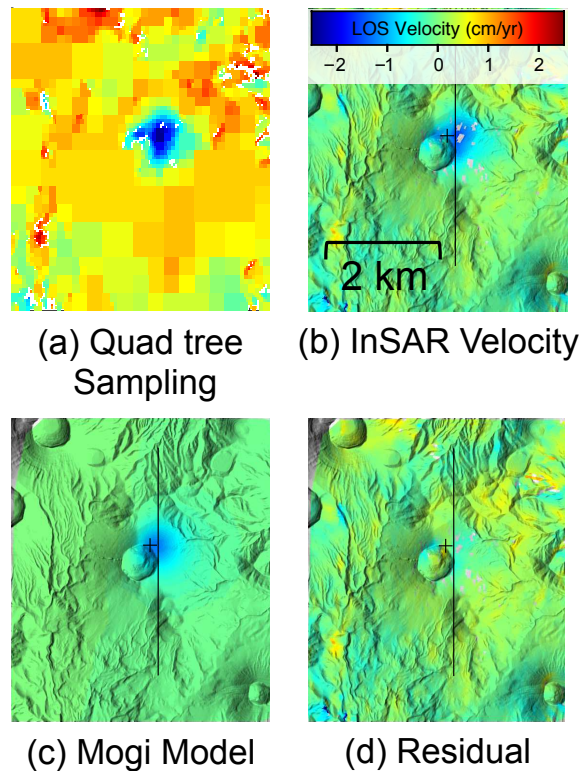 LOS Velocity (cm/yr)
−2 −1 0 1 2
2 km
(a) Quad tree
Sampling
(b) InSAR Velocity
(c) Mogi Model
(d) Residual